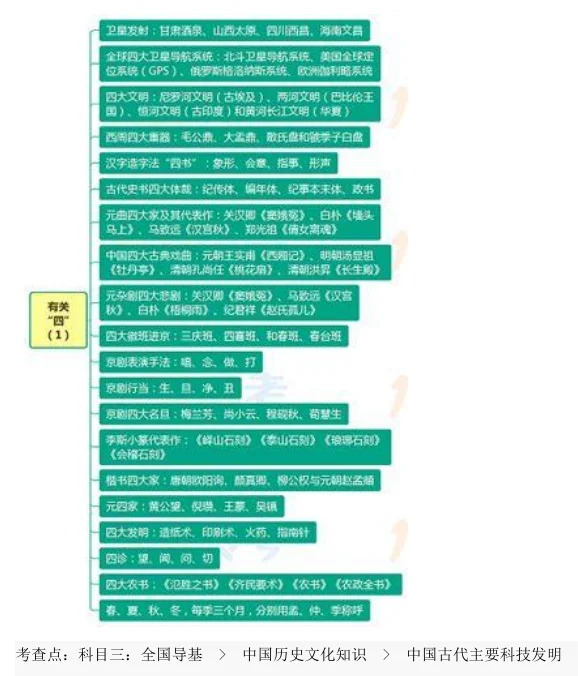 卫星发射：甘肃酒泉、山西太原、四川西昌、海南文昌
全球四大卫星导航系统：北斗卫星导航系统、美国全球定
位系统（GPS）、俄罗斯格洛纳斯系统、欧洲伽利略系统
四大文明：尼罗河文明（古埃及）、两河文明（巴比伦王
国）、恒河文明（古印度）和黄河长江文明（华夏）
西周四大重器：毛公鼎、大盂鼎、散氏盘和虢季子白盘
汉字造字法“四书”：象形、会意、指事、形声
古代史书四大体裁：纪传体、编年体、纪事本末体、政书
元曲四大家及其代表作：关汉卿《窦娥冤》、白朴《墙头
马上》、马致远《汉宫秋》、郑光祖《倩女离魂》
中国四大古典戏曲：元朝王实甫《西厢记》、明朝汤显祖
《牡丹亭》、清朝孔尚任《桃花扇》、清朝洪昇《长生殿》
有关
“四”
（1）
元杂剧四大悲剧：关汉卿《窦娥冤》、马致远《汉宫
秋》、白朴《梧桐雨》、纪君祥《赵氏孤儿》
四大徽班进京：三庆班、四喜班、和春班、春台班
京剧表演手法：唱、念、做、打
京剧行当：生、旦、净、丑
京剧四大名旦：梅兰芳、尚小云、程砚秋、荀慧生
李斯小篆代表作：《峄山石刻》《泰山石刻》《琅琊石刻》
《会稽石刻》
楷书四大家：唐朝欧阳询、颜真卿、柳公权与元朝赵孟頫
元四家：黄公望、倪瓒、王蒙、吴镇
四大发明：造纸术、印刷术、火药、指南针
四诊：望、闻、问、切
四大农书：《氾胜之书》《齐民要术》《农书》《农政全书》
春、夏、秋、冬，每季三个月，分别用孟、仲、季称呼
考查点：科目三：全国导基 > 中国历史文化知识 > 中国古代主要科技发明